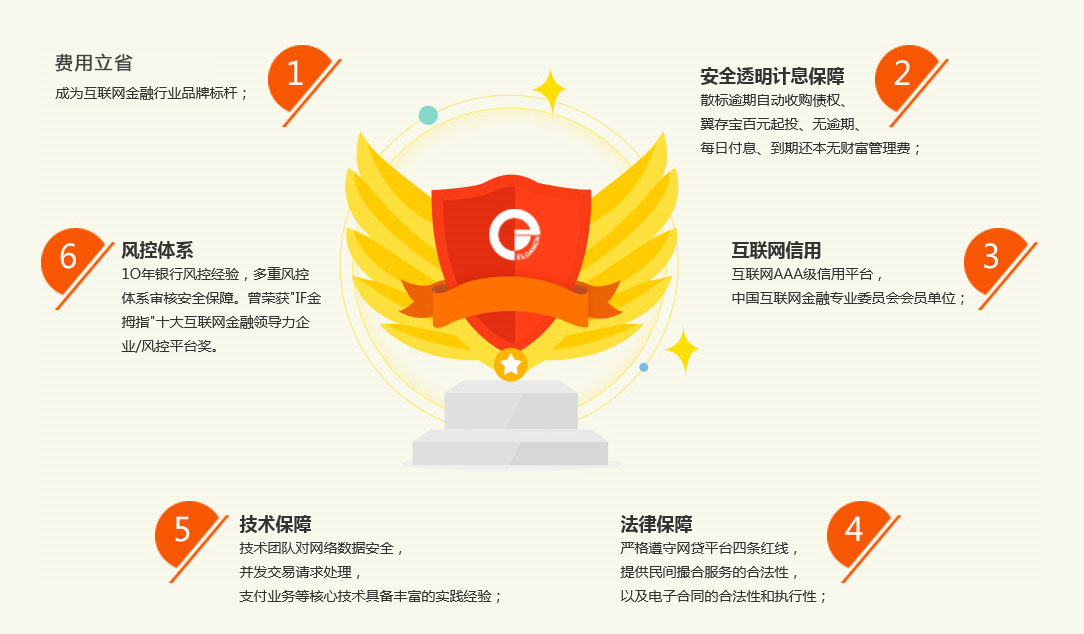 1
费用立省
成为互联网金融行业品牌标杆；
2
安全透明计息保障
散标逾期自动收购债权、
翼存宝百元起投、无逾期、
每日付息、到期还本无财富管理费；
3
互联网信用
互联网AAA级信用平台，
中国互联网金融专业委员会会员单位；
4
法律保障
严格遵守网贷平台四条红线，
提供民间撮合服务的合法性，
以及电子合同的合法性和执行性；
5
技术保障
技术团队对网络数据安全，
并发交易请求处理，
支付业务等核心技术具备丰富的实践经验；
6
风控体系
1O年银行风控经验，多重风控
体系审核安全保障。曾荣获"IF金
拇指"十大互联网金融领导力企
业/风控平台奖。